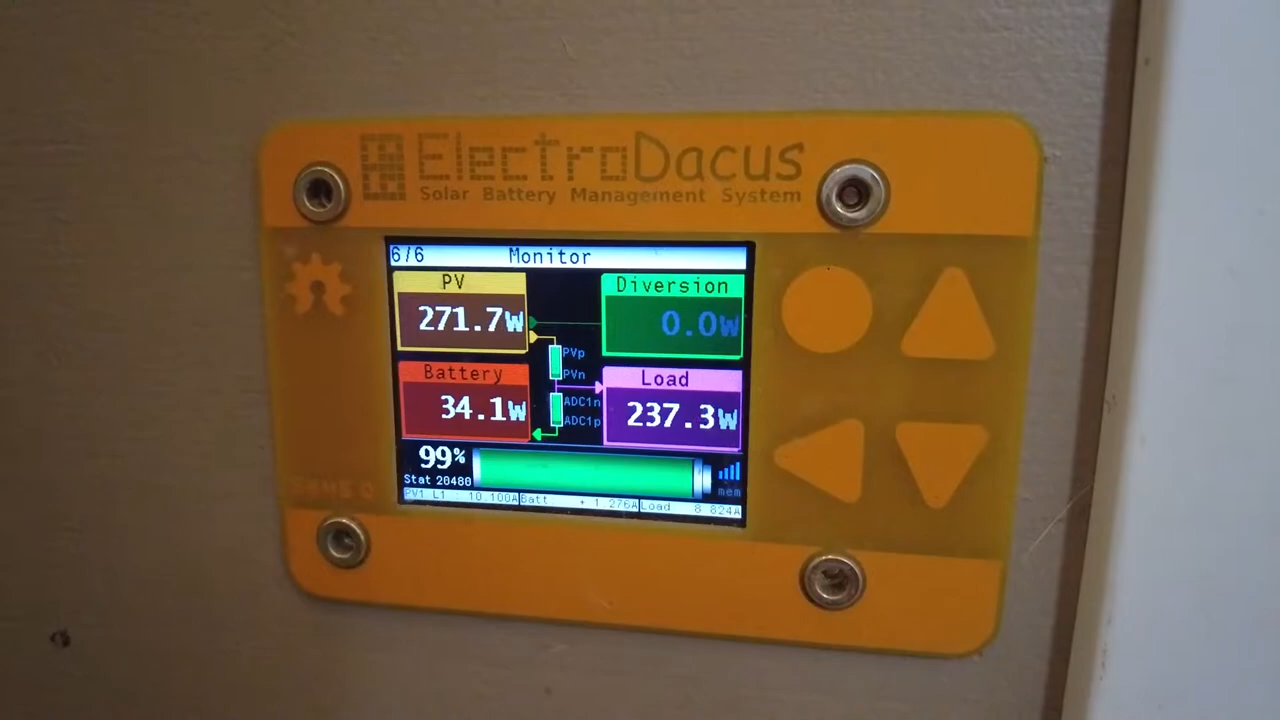 ElectroDacus
Solar Battery Management System
6/6 Monitor
PV
271.7W
Diversion
0.0W
PVp
PVn
Battery
34.1W
Load
237.3W
ADC1n
ADC1p
99%
Stat 20480
mem
PV1 L1 : 10.100A Batt + 1.276A Load 8 824A